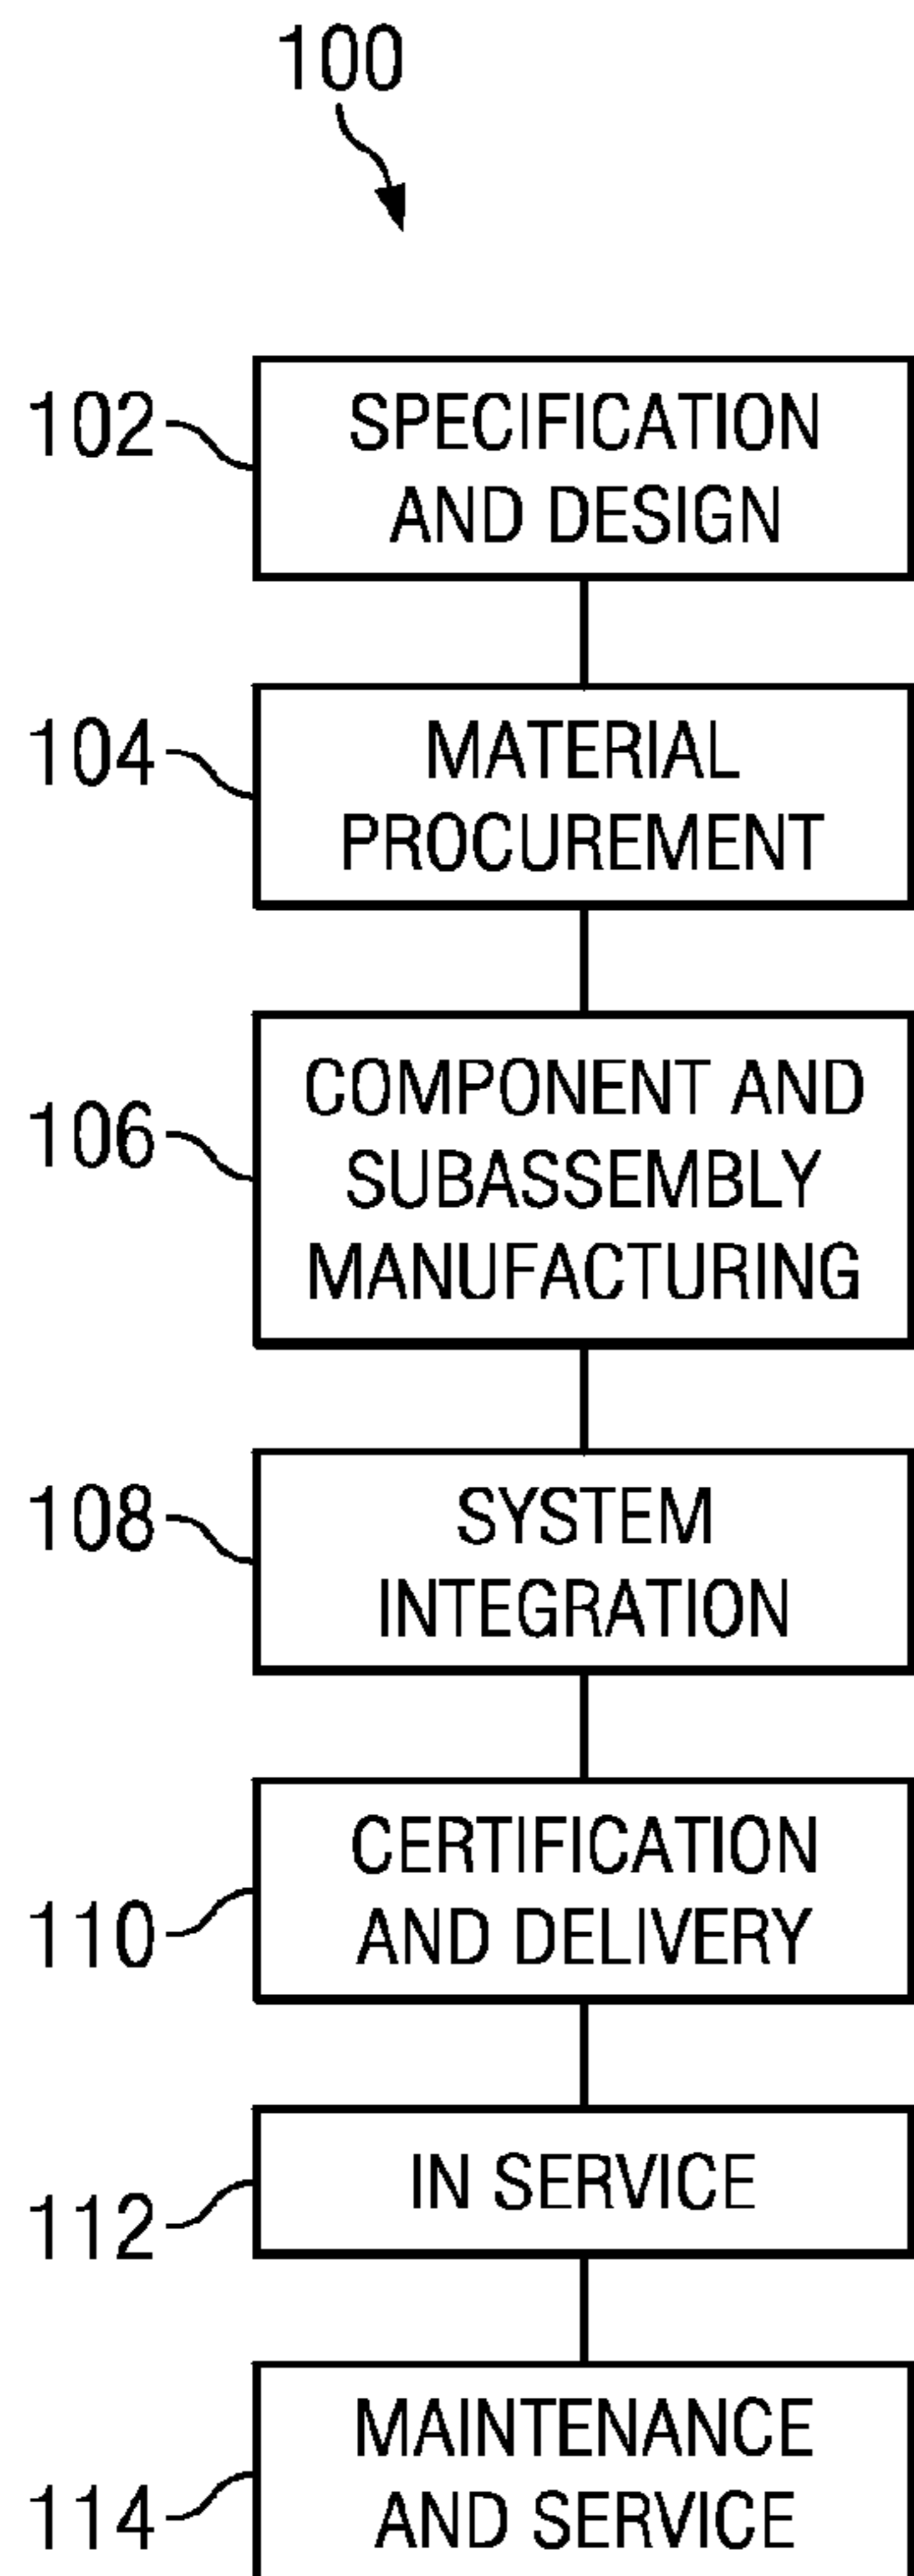 100
102
SPECIFICATION
AND DESIGN
104
MATERIAL
PROCUREMENT
106
COMPONENT AND
SUBASSEMBLY
MANUFACTURING
108
SYSTEM
INTEGRATION
110
CERTIFICATION
AND DELIVERY
112
IN SERVICE
114
MAINTENANCE
AND SERVICE